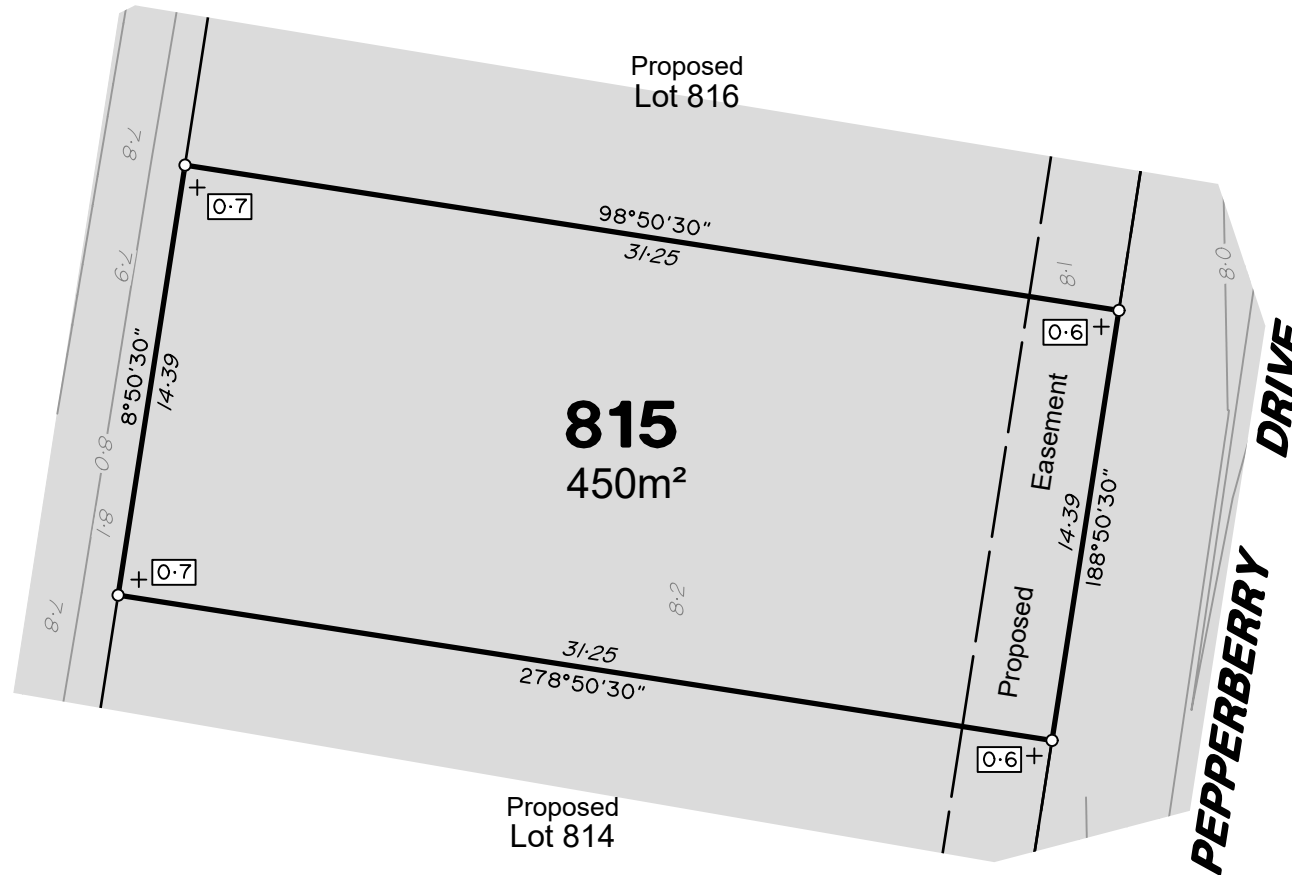 Proposed
Lot 816
7·8
0·7
98°50'30"
31·25
7·9
8·1
8·0
0·6
8°50'30"
14·39
815
450m²
Easement
DRIVE
8·0
8·1
14·39
188°50'30"
0·7
7·8
8·2
Proposed
31·25
278°50'30"
0·6
PEPPERBERRY
Proposed
Lot 814